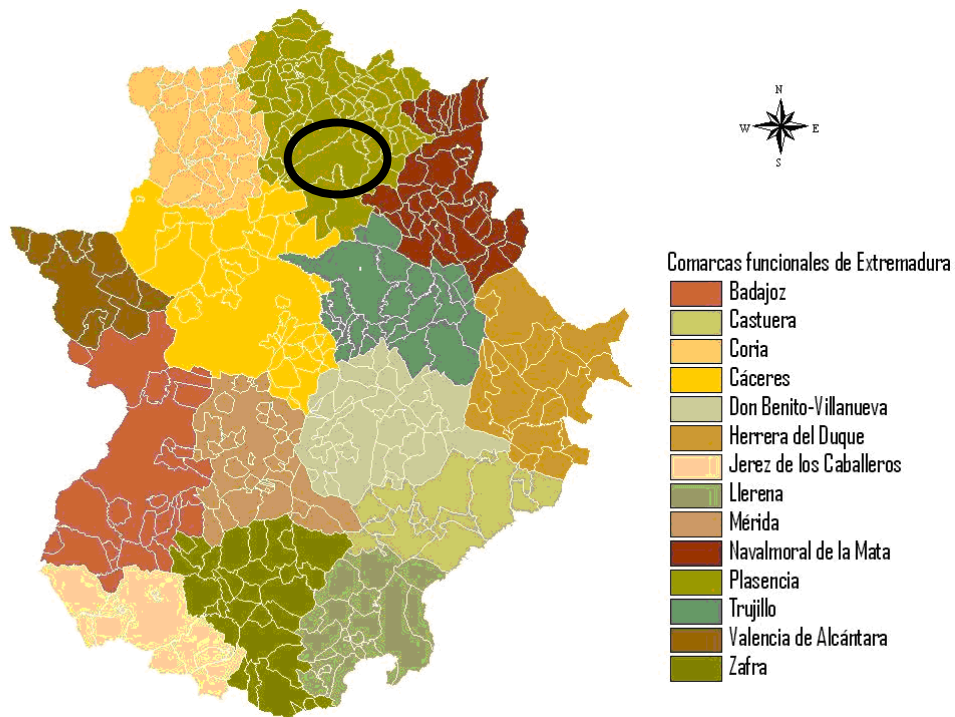 N
W E
S
Comarcas funcionales de Extremadura
Badajoz
Castuera
Coria
Cáceres
Don Benito-Villanueva
Herrera del Duque
Jerez de los Caballeros
Llerena
Mérida
Navalmoral de la Mata
Plasencia
Trujillo
Valencia de Alcántara
Zafra